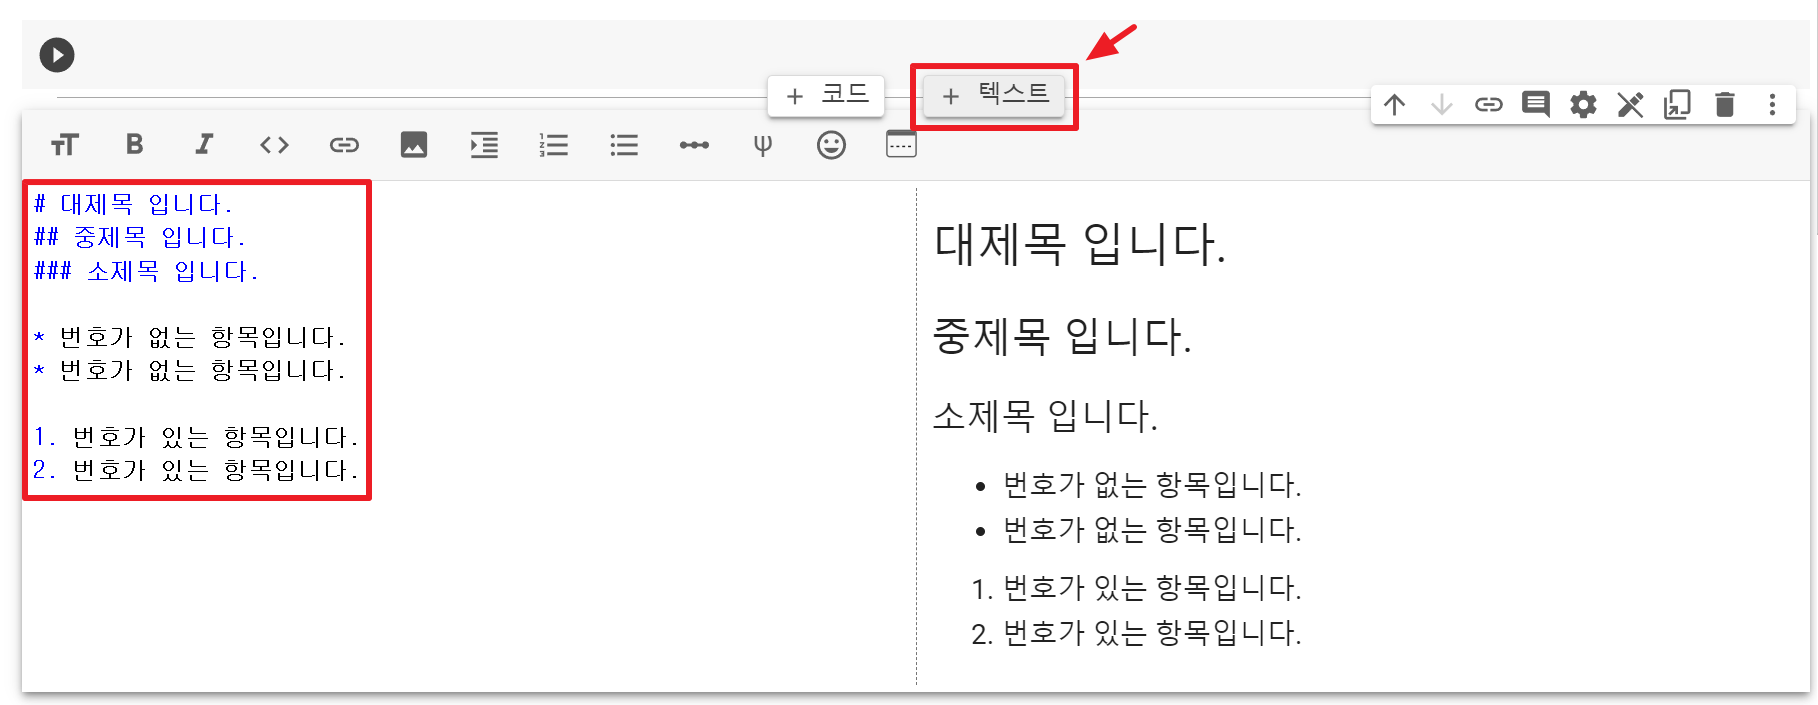 + 코드
+ 텍스트
# 대제목 입니다.
## 중제목 입니다.
### 소제목 입니다.
* 번호가 없는 항목입니다.
* 번호가 없는 항목입니다.
1. 번호가 있는 항목입니다.
2. 번호가 있는 항목입니다.
대제목 입니다.
중제목 입니다.
소제목 입니다.
• 번호가 없는 항목입니다.
• 번호가 없는 항목입니다.
1. 번호가 있는 항목입니다.
2. 번호가 있는 항목입니다.